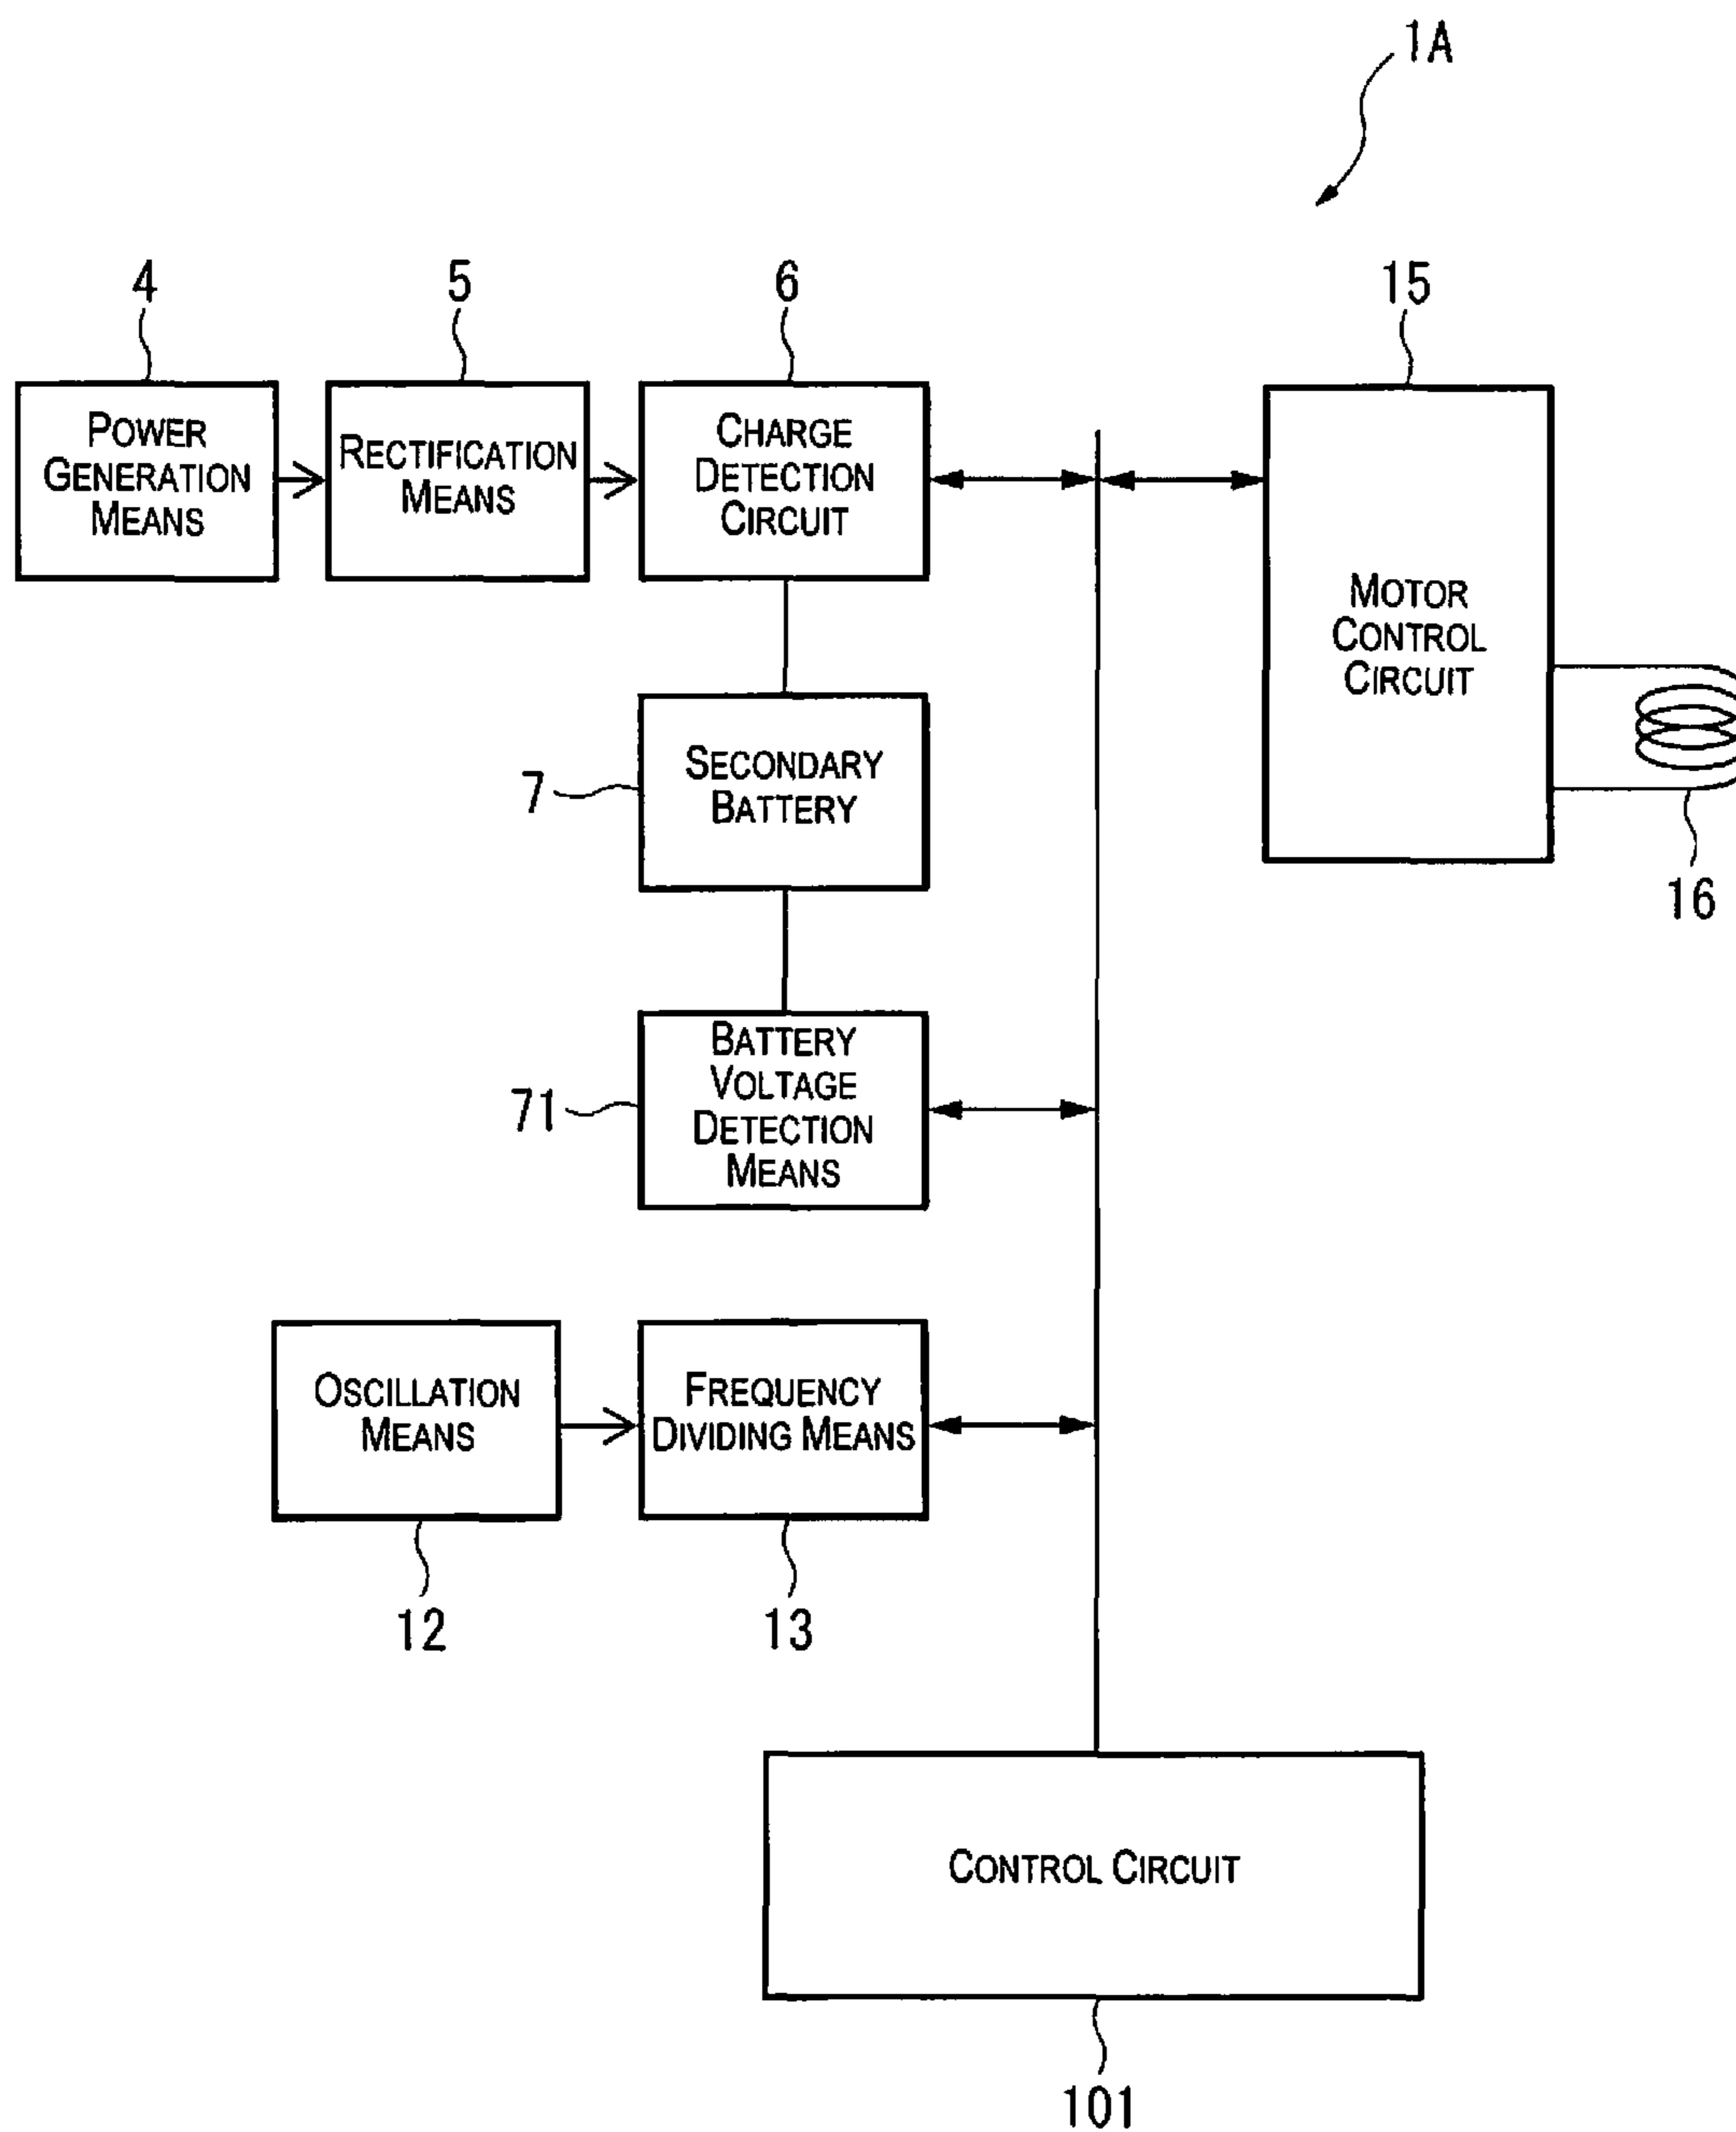 1A
4
5
6
15
POWER
GENERATION
MEANS
RECTIFICATION
MEANS
CHARGE
DETECTION
CIRCUIT
MOTOR
CONTROL
CIRCUIT
7
SECONDARY
BATTERY
16
71
BATTERY
VOLTAGE
DETECTION
MEANS
OSCILLATION
MEANS
FREQUENCY
DIVIDING MEANS
12
13
CONTROL CIRCUIT
101